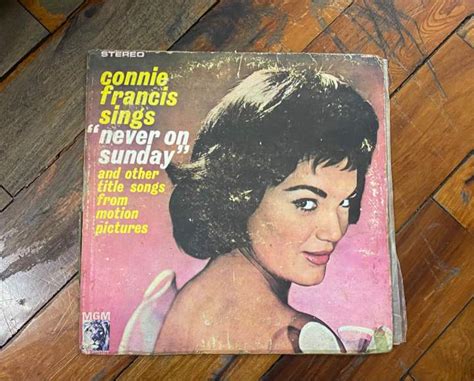 STEREO
connie
francis
sings
"never on
sunday"
and other
title songs
from
motion
pictures
MGM